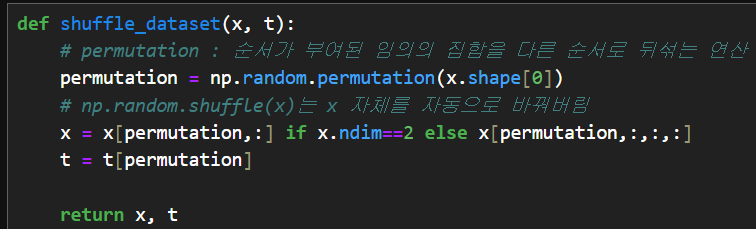 def shuffle_dataset(x, t):
    # permutation : 순서가 부여된 임의의 집합을 다른 순서로 뒤섞는 연산
    permutation = np.random.permutation(x.shape[0])
    # np.random.shuffle(x)는 x 자체를 자동으로 바꿔버림
    x = x[permutation,:] if x.ndim==2 else x[permutation,:,:,:]
    t = t[permutation]
    return x, t